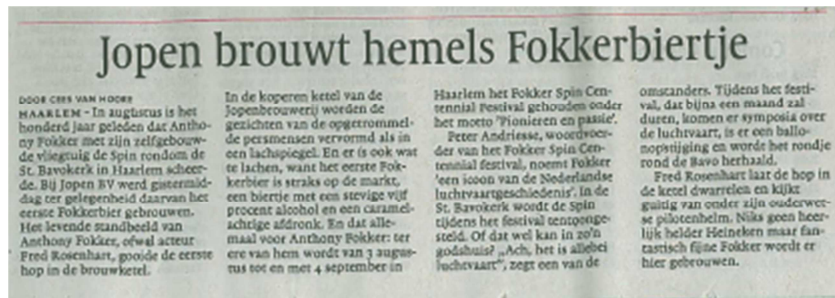 Jopen brouwt hemels Fokkerbiertje
DOOR CEES VAN HOORE
HAARLEM - In augustus is het
honderd jaar geleden dat Antho-
ny Fokker met zijn zelfgebouw-
de vliegtuig de Spin rondom de
St. Bavokerk in Haarlem scheer-
de. Bij Jopen BV werd gistermid-
dag ter gelegenheid daarvan het
eerste Fokkerbier gebrouwen.
Het levende standbeeld van
Anthony Fokker, ofwel acteur
Fred Rosenhart, gooide de eerste
hop in de brouwketel.
In de koperen ketel van de
Jopenbrouwerij worden de
gezichten van de opgetrommel-
de persmensen vervormd als in
een lachspiegel. En er is ook wat
te lachen, want het eerste Fok-
kerbier is straks op de markt,
een biertje met een stevige vijf
procent alcohol en een caramel-
achtige afdronk. En dat alle-
maal voor Anthony Fokker: ter
ere van hem wordt van 3 augus-
tus tot en met 4 september in
Haarlem het Fokker Spin Cen-
tennial Festival gehouden onder
het motto 'Pionieren en passie'.
Peter Andriesse, woordvoer-
der van het Fokker Spin Cen-
tennial festival, noemt Fokker
'een icoon van de Nederlandse
luchtvaartgeschiedenis'. In de
St. Bavokerk wordt de Spin
tijdens het festival tentoonge-
steld. Of dat wel kan in zo'n
godshuis? „Ach, het is allebei
luchtvaart", zegt een van de
omstanders. Tijdens het festi-
val, dat bijna een maand zal
duren, komen er symposia over
de luchtvaart, is er een ballo-
nopstijging en wordt het rondje
rond de Bavo herhaald.
Fred Rosenhart laat de hop in
de ketel dwarrelen en kijkt
guitig van onder zijn ouderwet-
se pilotenhelm. Niks geen heer-
lijk helder Heineken maar fan-
tastisch fijne Fokker wordt er
hier gebrouwen.